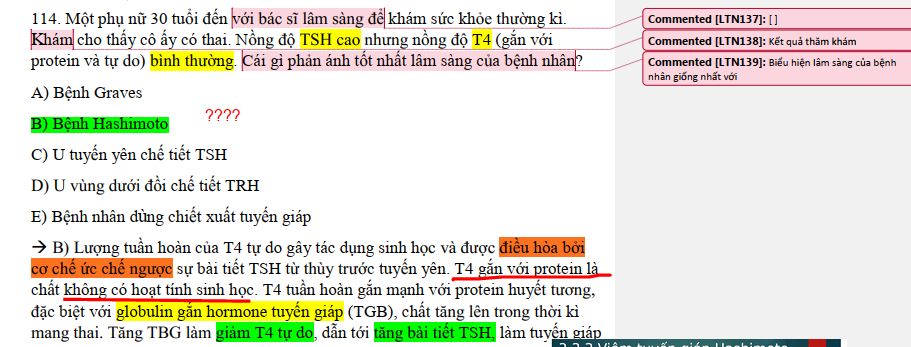 114. Một phụ nữ 30 tuổi đến với bác sĩ lâm sàng để khám sức khỏe thường kì.
Khám cho thấy cô ấy có thai. Nồng độ TSH cao nhưng nồng độ T4 (gắn với
protein và tự do) bình thường. Cái gì phản ánh tốt nhất lâm sàng của bệnh nhân?
A) Bệnh Graves
B) Bệnh Hashimoto
????
C) U tuyến yên chế tiết TSH
D) U vùng dưới đồi chế tiết TRH
E) Bệnh nhân dùng chiết xuất tuyến giáp
→ B) Lượng tuần hoàn của T4 tự do gây tác dụng sinh học và được điều hòa bởi
cơ chế ức chế ngược sự bài tiết TSH từ thùy trước tuyến yên. T4 gắn với protein là
chất không có hoạt tính sinh học. T4 tuần hoàn gắn mạnh với protein huyết tương,
đặc biệt với globulin gắn hormone tuyến giáp (TGB), chất tăng lên trong thời kì
mang thai. Tăng TBG làm giảm T4 tự do, dẫn tới tăng bài tiết TSH, làm tuyến giáp
Commented [LTN137]: [ ]
Commented [LTN138]: Kết quả thăm khám
Commented [LTN139]: Biểu hiện lâm sàng của bệnh
nhân giống nhất với